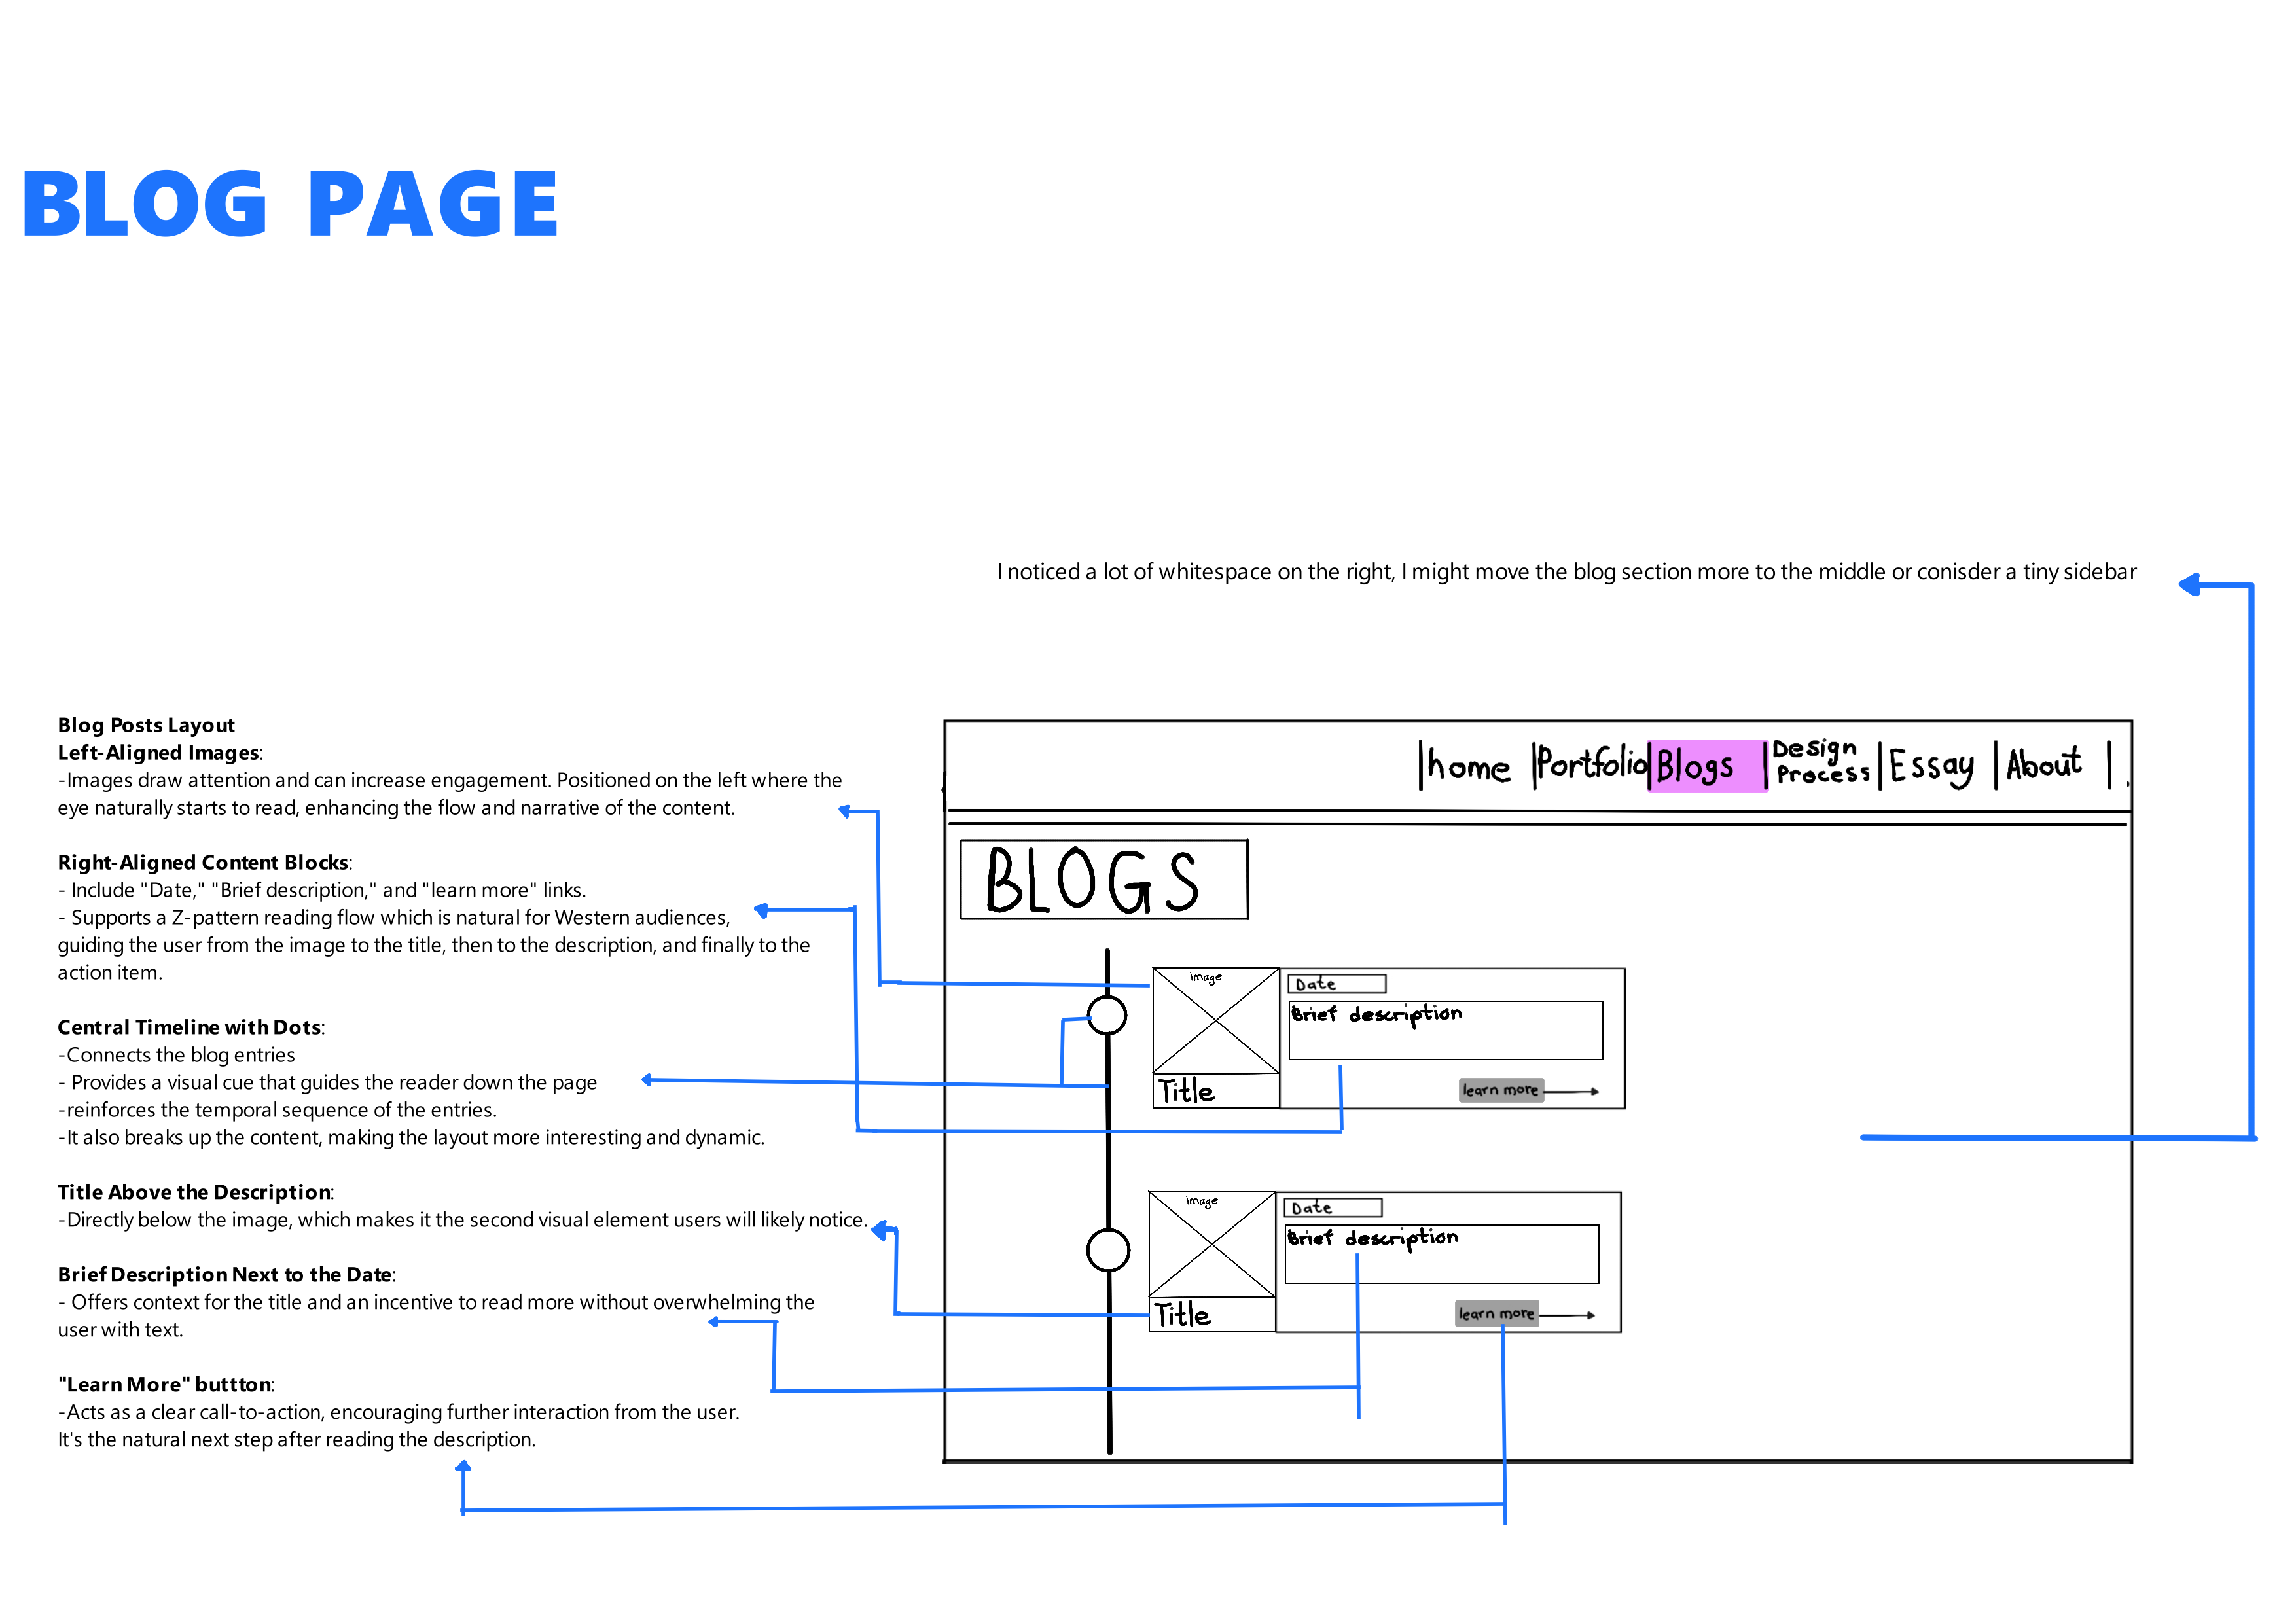 BLOG PAGE
I noticed a lot of whitespace on the right, I might move the blog section more to the middle or conisder a tiny sidebar
Blog Posts Layout
Left-Aligned Images:
-Images draw attention and can increase engagement. Positioned on the left where the
eye naturally starts to read, enhancing the flow and narrative of the content.
Right-Aligned Content Blocks:
- Include "Date," "Brief description," and "learn more" links.
- Supports a Z-pattern reading flow which is natural for Western audiences,
guiding the user from the image to the title, then to the description, and finally to the
action item.
Central Timeline with Dots:
-Connects the blog entries
- Provides a visual cue that guides the reader down the page
-reinforces the temporal sequence of the entries.
-It also breaks up the content, making the layout more interesting and dynamic.
Title Above the Description:
-Directly below the image, which makes it the second visual element users will likely notice.
Brief Description Next to the Date:
- Offers context for the title and an incentive to read more without overwhelming the
user with text.
"Learn More" buttton:
-Acts as a clear call-to-action, encouraging further interaction from the user.
It's the natural next step after reading the description.
home
Portfolio
Blogs
Design
Process
Essay
About
BLOGS
image
Date
Brief description
Title
learn more
image
Date
Brief description
Title
learn more